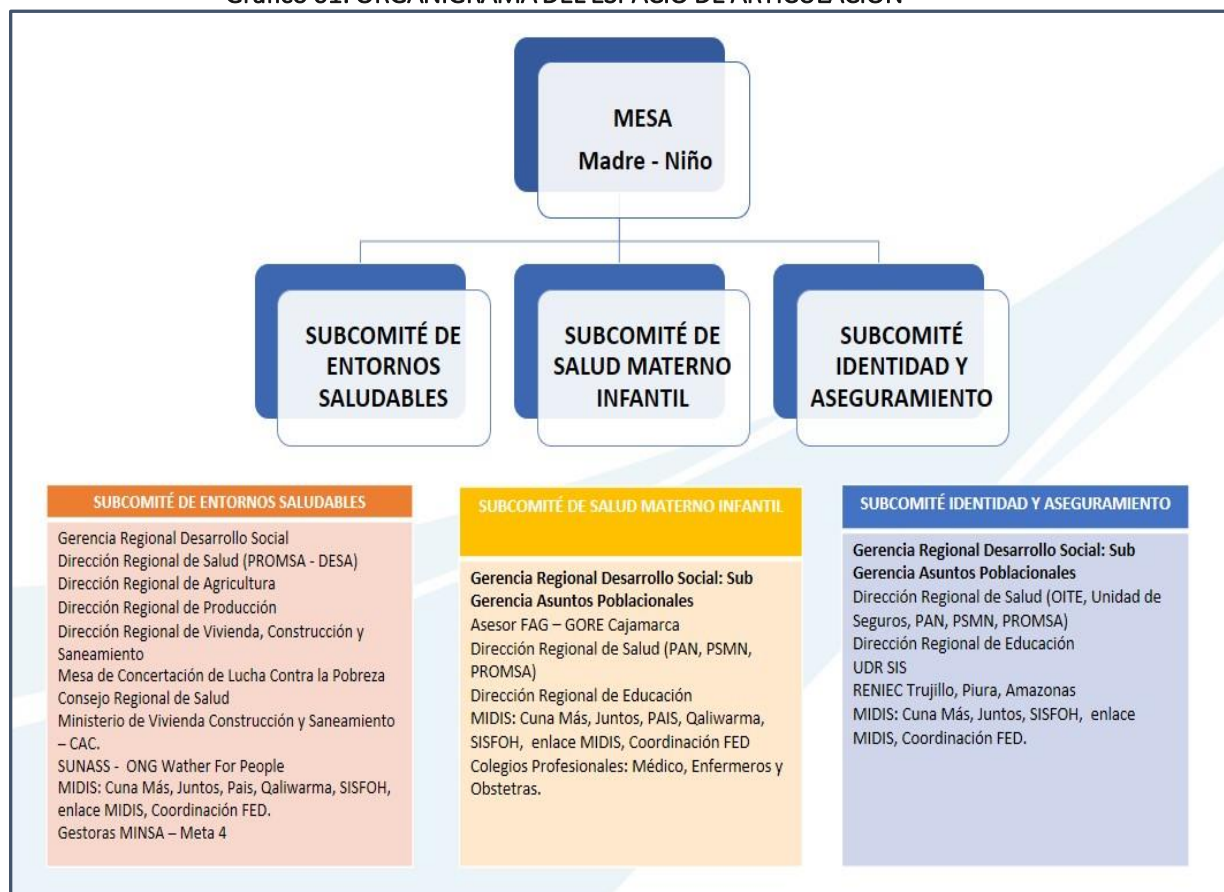 Gráfico 01. ORGANIGRAMA DEL ESPACIO DE ARTICULACIÓN
MESA
Madre - Niño
SUBCOMITÉ DE
ENTORNOS
SALUDABLES
SUBCOMITÉ DE
SALUD MATERNO
INFANTIL
SUBCOMITÉ
IDENTIDAD Y
ASEGURAMIENTO
SUBCOMITÉ DE ENTORNOS SALUDABLES
Gerencia Regional Desarrollo Social
Dirección Regional de Salud (PROMSA - DESA)
Dirección Regional de Agricultura
Dirección Regional de Producción
Dirección Regional de Vivienda, Construcción y
Saneamiento
Mesa de Concertación de Lucha Contra la Pobreza
Consejo Regional de Salud
Ministerio de Vivienda Construcción y Saneamiento
– CAC.
SUNASS - ONG Wather For People
MIDIS: Cuna Más, Juntos, Pais, Qaliwarma, SISFOH,
enlace MIDIS, Coordinación FED.
Gestoras MINSA – Meta 4
SUBCOMITÉ DE SALUD MATERNO INFANTIL
Gerencia Regional Desarrollo Social: Sub
Gerencia Asuntos Poblacionales
Asesor FAG – GORE Cajamarca
Dirección Regional de Salud (PAN, PSMN,
PROMSA)
Dirección Regional de Educación
MIDIS: Cuna Más, Juntos, PAIS, Qaliwarma,
SISFOH, enlace MIDIS, Coordinación FED
Colegios Profesionales: Médico, Enfermeros y
Obstetras.
SUBCOMITÉ IDENTIDAD Y ASEGURAMIENTO
Gerencia Regional Desarrollo Social: Sub
Gerencia Asuntos Poblacionales
Dirección Regional de Salud (OITE, Unidad de
Seguros, PAN, PSMN, PROMSA)
Dirección Regional de Educación
UDR SIS
RENIEC Trujillo, Piura, Amazonas
MIDIS: Cuna Más, Juntos, SISFOH, enlace
MIDIS, Coordinación FED.